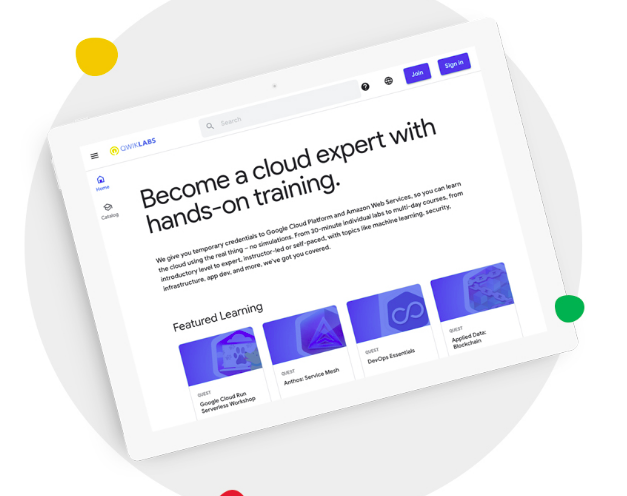 QWIKLABS
Search
Join
Sign in
Home
Catalog
Become a cloud expert with
hands-on training.
We give you temporary credentials to Google Cloud Platform and Amazon Web Services, so you can learn
the cloud using the real thing – no simulations. From 30-minute individual labs to multi-day courses, from
introductory level to expert, instructor-led or self-paced, with topics like machine learning, security,
infrastructure, app dev, and more, we've got you covered.
Featured Learning
QUEST
Google Cloud Run
Serverless Workshop
QUEST
Anthos: Service Mesh
QUEST
DevOps Essentials
QUEST
Applied Data:
Blockchain